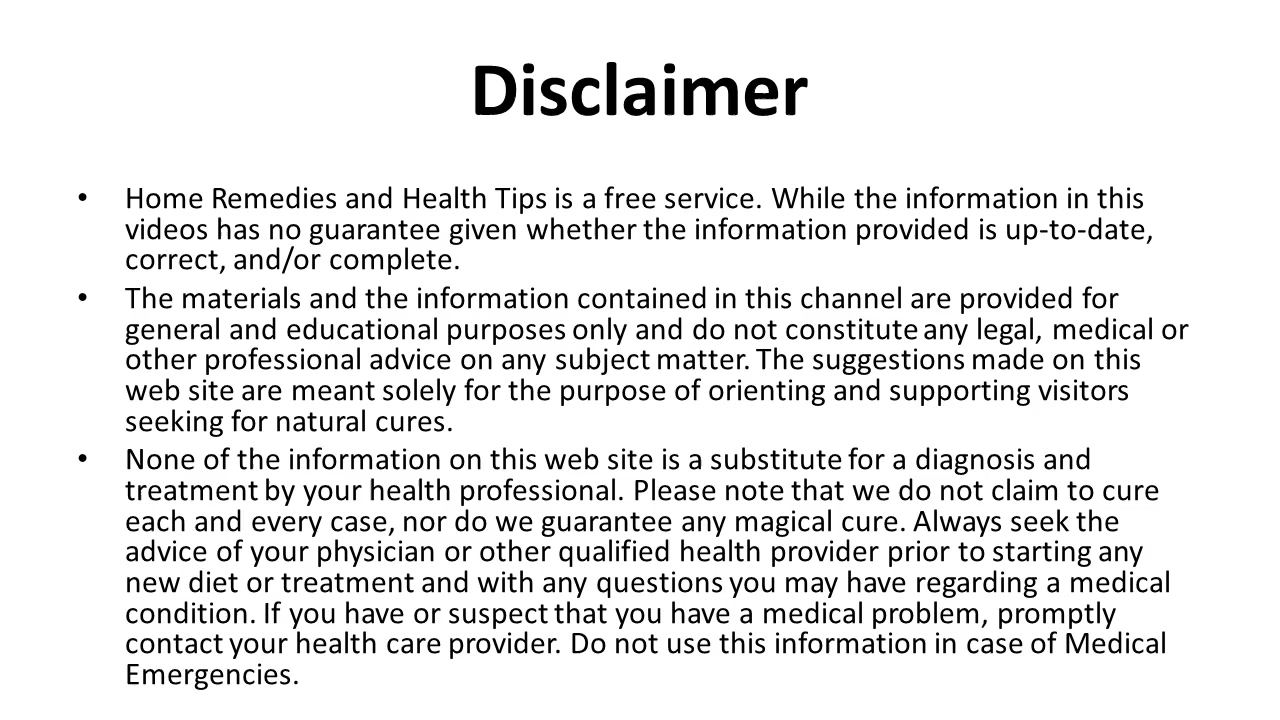 Disclaimer
• Home Remedies and Health Tips is a free service. While the information in this
videos has no guarantee given whether the information provided is up-to-date,
correct, and/or complete.
• The materials and the information contained in this channel are provided for
general and educational purposes only and do not constitute any legal, medical or
other professional advice on any subject matter. The suggestions made on this
web site are meant solely for the purpose of orienting and supporting visitors
seeking for natural cures.
• None of the information on this web site is a substitute for a diagnosis and
treatment by your health professional. Please note that we do not claim to cure
each and every case, nor do we guarantee any magical cure. Always seek the
advice of your physician or other qualified health provider prior to starting any
new diet or treatment and with any questions you may have regarding a medical
condition. If you have or suspect that you have a medical problem, promptly
contact your health care provider. Do not use this information in case of Medical
Emergencies.